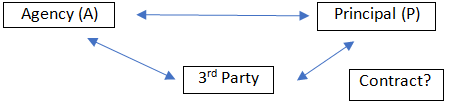 Agency (A)
Principal (P)
3rd Party
Contract?